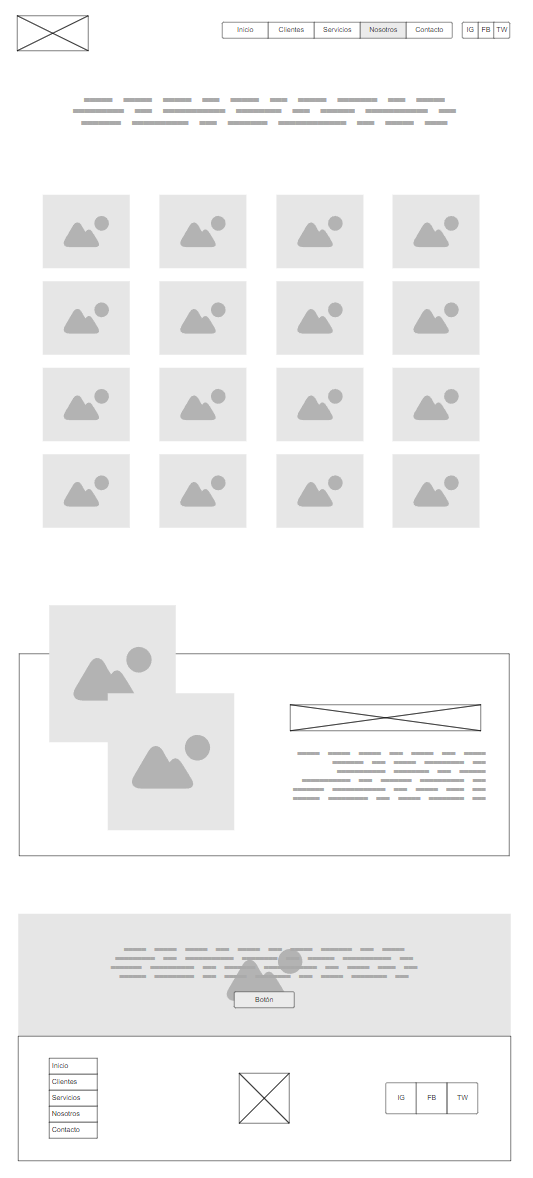 Inicio Clientes Servicios Nosotros Contacto IG FB TW
Botón
Inicio
Clientes
Servicios
Nosotros
Contacto
IG FB TW